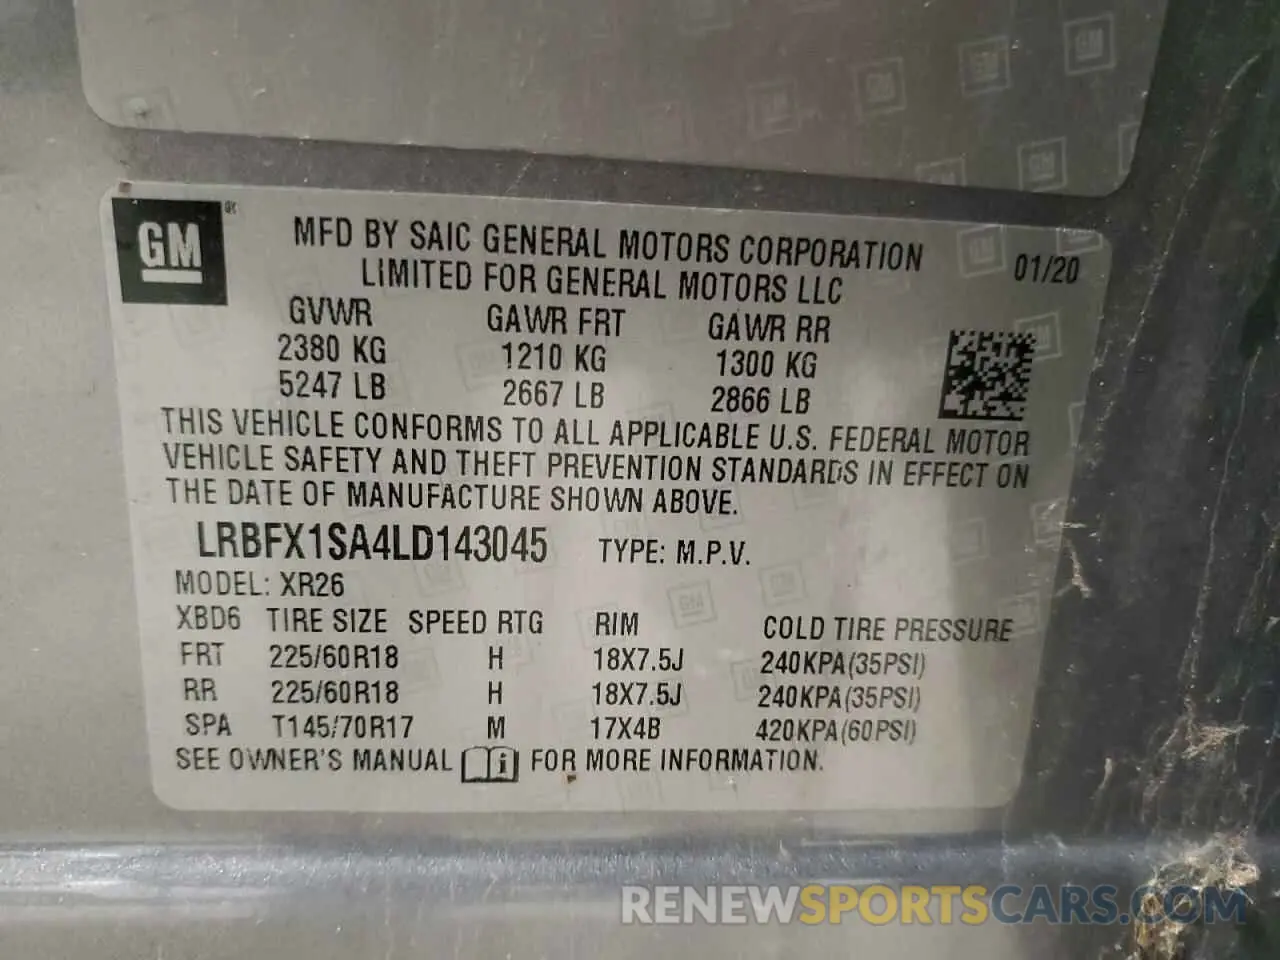 GM
MFD BY SAIC GENERAL MOTORS CORPORATION
LIMITED FOR GENERAL MOTORS LLC
01/20
GVWR GAWR FRT GAWR RR
2380 KG 1210 KG 1300 KG
5247 LB 2667 LB 2866 LB
THIS VEHICLE CONFORMS TO ALL APPLICABLE U.S. FEDERAL MOTOR
VEHICLE SAFETY AND THEFT PREVENTION STANDARDS IN EFFECT ON
THE DATE OF MANUFACTURE SHOWN ABOVE.
LRBFX1SA4LD143045 TYPE: M.P.V.
MODEL: XR26
XBD6 TIRE SIZE SPEED RTG RIM COLD TIRE PRESSURE
FRT 225/60R18 H 18X7.5J 240KPA(35PSI)
RR 225/60R18 H 18X7.5J 240KPA(35PSI)
SPA T145/70R17 M 17X4B 420KPA(60PSI)
SEE OWNER'S MANUAL i FOR MORE INFORMATION.
RENEWSPORTSCARS.COM